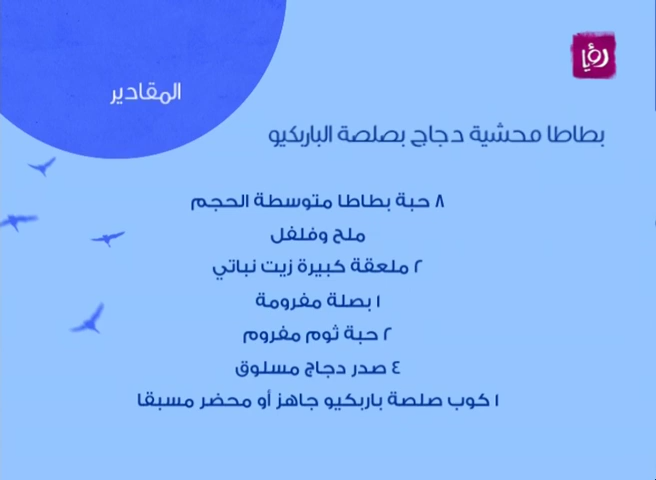 رؤيا
المقادير
بطاطا محشية دجاج بصلصة الباربكيو
٨ حبة بطاطا متوسطة الحجم
ملح وفلفل
٢ ملعقة كبيرة زيت نباتي
١ بصلة مفرومة
٢ حبة ثوم مفروم
٤ صدر دجاج مسلوق
١ كوب صلصة باربكيو جاهز أو محضر مسبقا